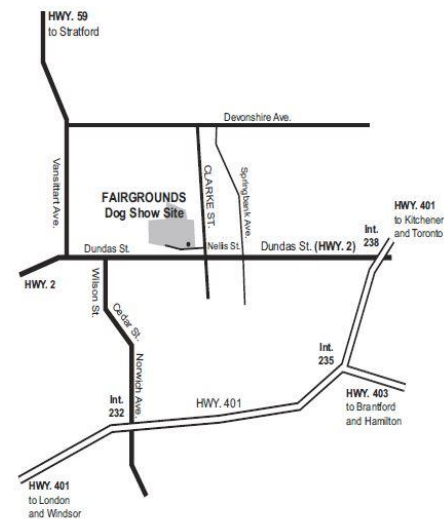 HWY. 59
to Stratford
Devonshire Ave.
Vansittart Ave.
CLARKE ST.
Springbank Ave.
FAIRGROUNDS
Dog Show Site
Nellis St.
Dundas St.
Dundas St. (HWY. 2)
Int.
238
HWY. 401
to Kitchener
and Toronto
HWY. 2
Wilson St.
Cedar St.
Norwich Ave.
Int.
235
HWY. 403
to Brantford
and Hamilton
Int.
232
HWY. 401
HWY. 401
to London
and Windsor